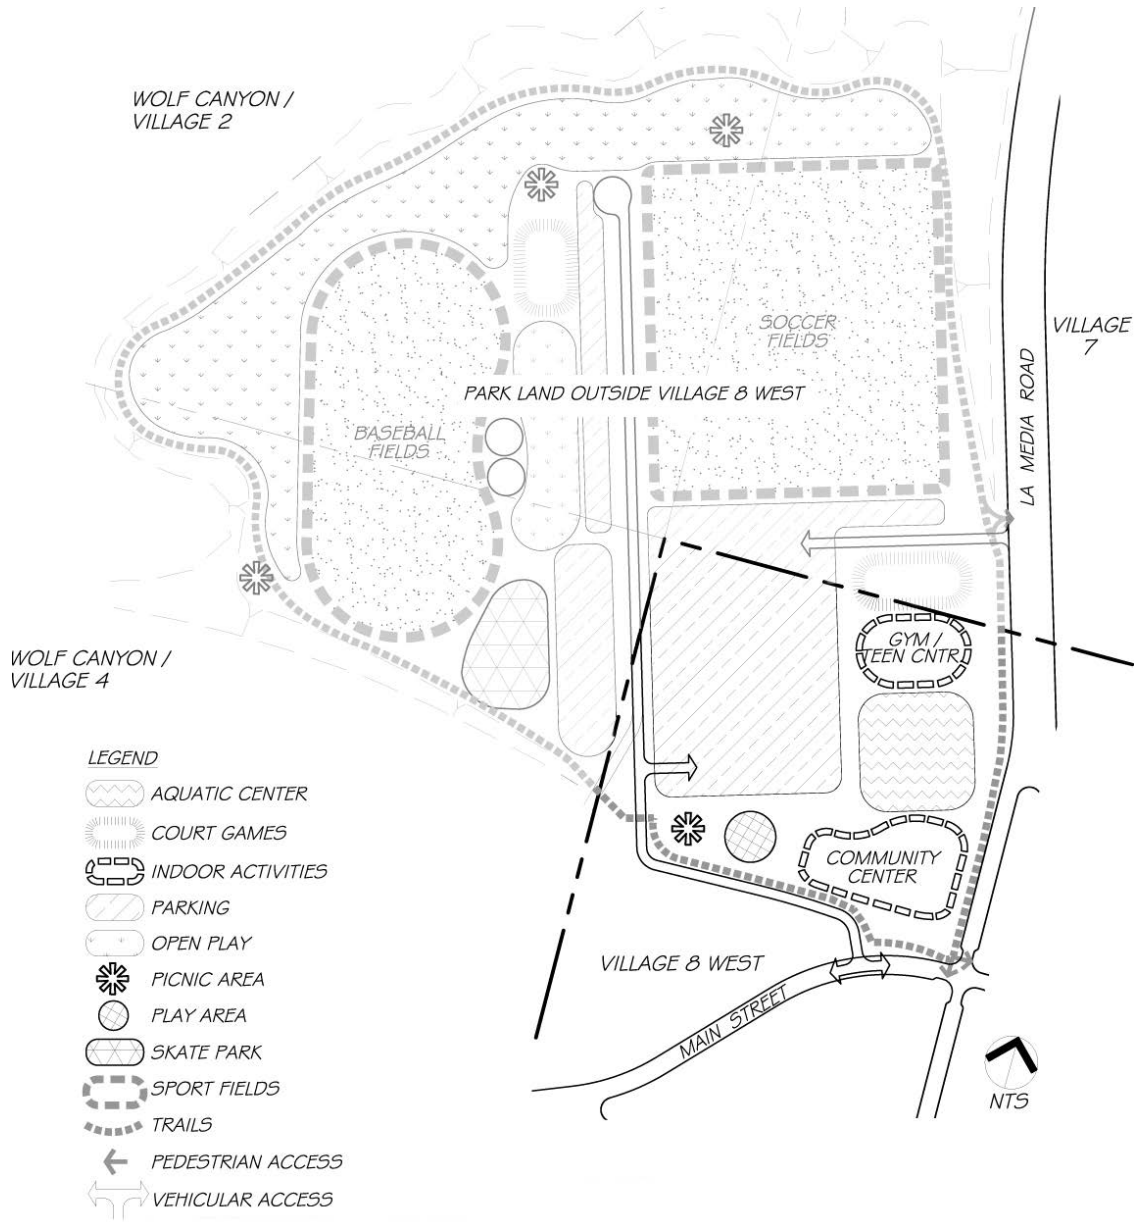 WOLF CANYON /
VILLAGE 2
SOCCER
FIELDS
VILLAGE
7
PARK LAND OUTSIDE VILLAGE 8 WEST
LA MEDIA ROAD
BASEBALL
FIELDS
GYM /
TEEN CNTR
WOLF CANYON /
VILLAGE 4
COMMUNITY
CENTER
VILLAGE 8 WEST
MAIN STREET
NTS
LEGEND
AQUATIC CENTER
COURT GAMES
INDOOR ACTIVITIES
PARKING
OPEN PLAY
PICNIC AREA
PLAY AREA
SKATE PARK
SPORT FIELDS
TRAILS
PEDESTRIAN ACCESS
VEHICULAR ACCESS